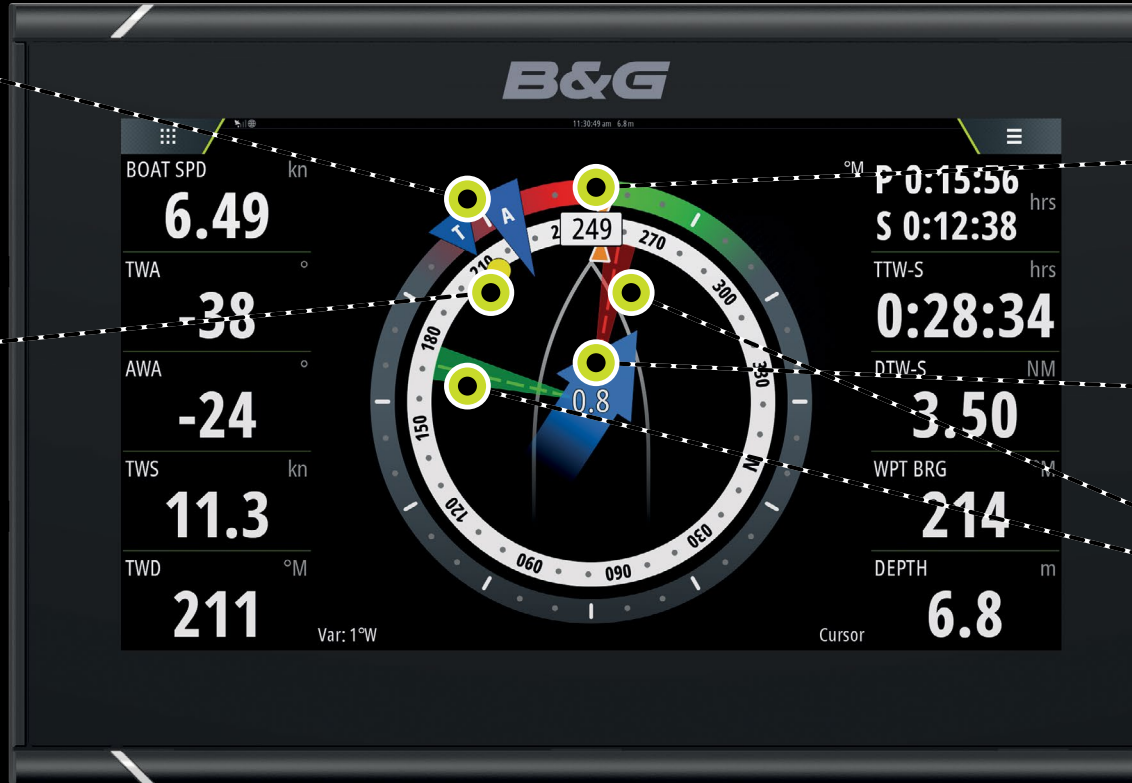 B&G
11:30:49 am 6.8 m
BOAT SPD kn
6.49
TWA °
-38
AWA °
-24
TWS kn
11.3
TWD °M
211
°M
P 0:15:56
S 0:12:38
hrs
TTW-S hrs
0:28:34
DTW-S NM
3.50
WPT BRG °M
214
DEPTH m
6.8
T A
249
270
300
330
N
030
060
090
120
150
180
210
0.8
Var: 1°W
Cursor